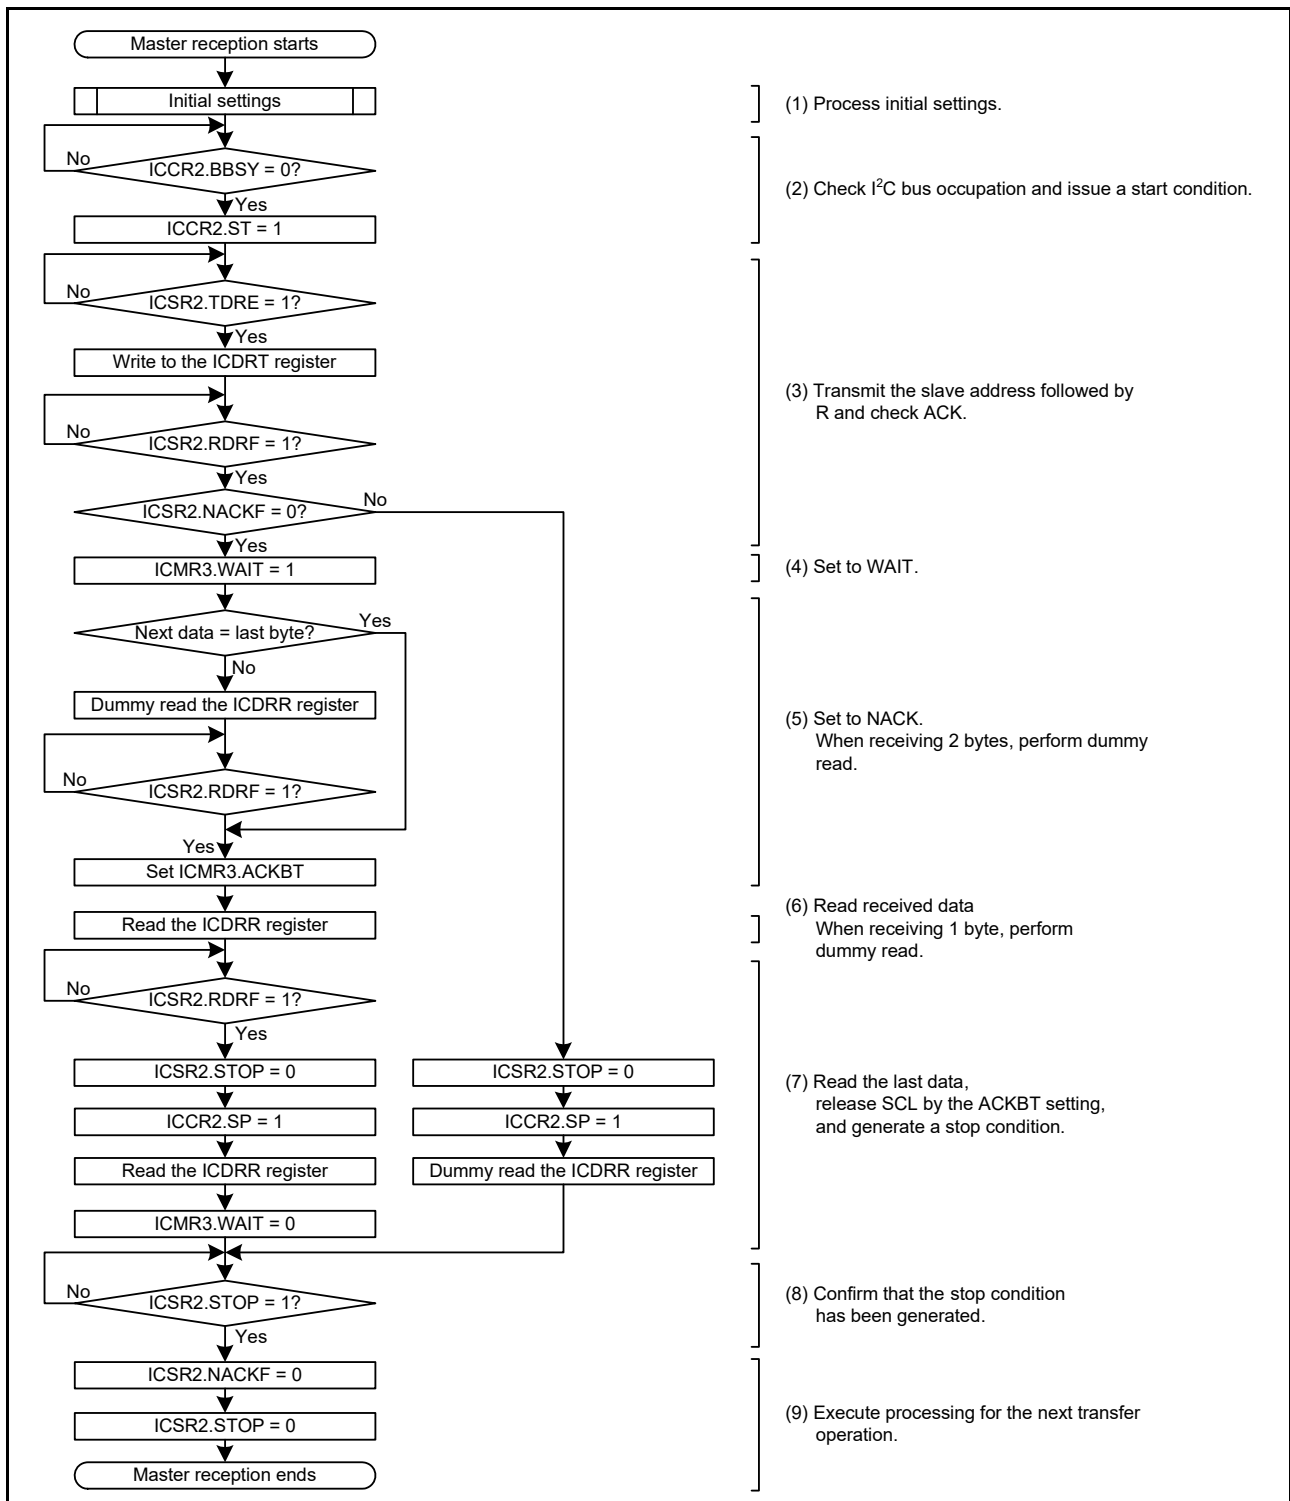 Master reception starts
Initial settings
(1) Process initial settings.
No
ICCR2.BBSY = 0?
Yes
(2) Check I²C bus occupation and issue a start condition.
ICCR2.ST = 1
No
ICSR2.TDRE = 1?
Yes
Write to the ICDRT register
(3) Transmit the slave address followed by
R and check ACK.
No
ICSR2.RDRF = 1?
Yes
ICSR2.NACKF = 0?
No
Yes
ICMR3.WAIT = 1
(4) Set to WAIT.
Next data = last byte?
Yes
No
Dummy read the ICDRR register
(5) Set to NACK.
When receiving 2 bytes, perform dummy
read.
No
ICSR2.RDRF = 1?
Yes
Set ICMR3.ACKBT
Read the ICDRR register
(6) Read received data
When receiving 1 byte, perform
dummy read.
No
ICSR2.RDRF = 1?
Yes
ICSR2.STOP = 0
ICSR2.STOP = 0
(7) Read the last data,
release SCL by the ACKBT setting,
and generate a stop condition.
ICCR2.SP = 1
ICCR2.SP = 1
Read the ICDRR register
Dummy read the ICDRR register
ICMR3.WAIT = 0
No
ICSR2.STOP = 1?
Yes
(8) Confirm that the stop condition
has been generated.
ICSR2.NACKF = 0
ICSR2.STOP = 0
(9) Execute processing for the next transfer
operation.
Master reception ends